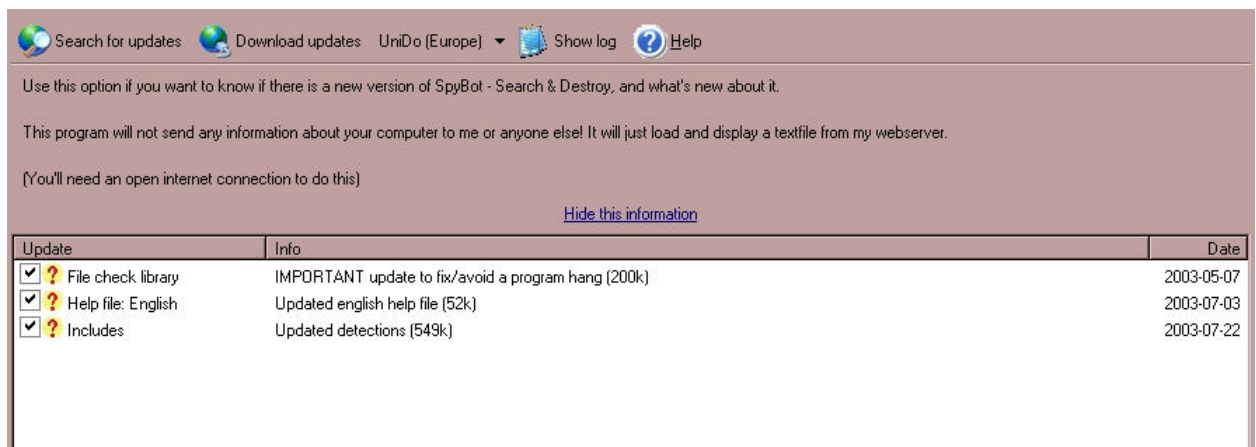 Search for updates Download updates UniDo (Europe) Show log Help
Use this option if you want to know if there is a new version of SpyBot - Search & Destroy, and what's new about it.
This program will not send any information about your computer to me or anyone else! It will just load and display a textfile from my webserver.
(You'll need an open internet connection to do this)
Hide this information
Update Info Date
File check library IMPORTANT update to fix/avoid a program hang (200k) 2003-05-07
Help file: English Updated english help file (52k) 2003-07-03
Includes Updated detections (549k) 2003-07-22